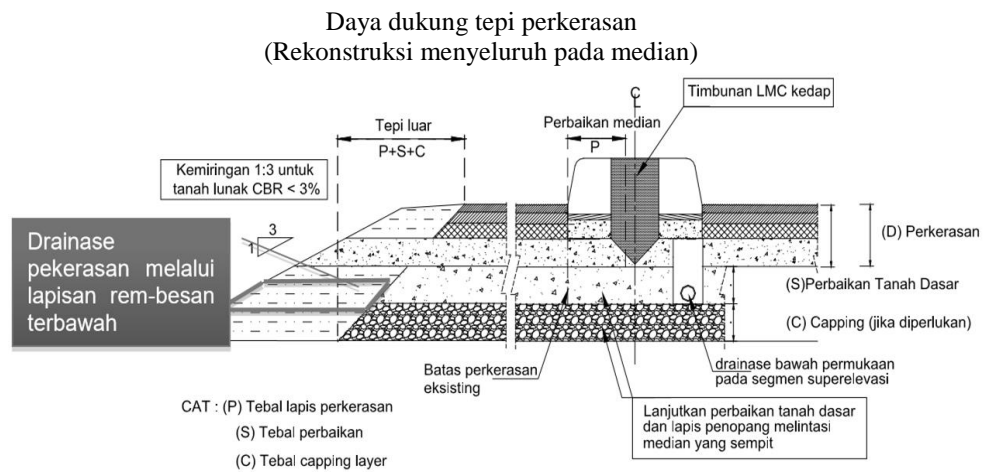 Daya dukung tepi perkerasan
(Rekonstruksi menyeluruh pada median)
Timbunan LMC kedap
C
L
Tepi luar
P+S+C
Perbaikan median
P
Kemiringan 1:3 untuk
tanah lunak CBR < 3%
3
1
Drainase
pekerasan melalui
lapisan rem-besan
terbawah
(D) Perkerasan
(S)Perbaikan Tanah Dasar
(C) Capping (jika diperlukan)
Batas perkerasan
eksisting
drainase bawah permukaan
pada segmen superelevasi
CAT : (P) Tebal lapis perkerasan
(S) Tebal perbaikan
(C) Tebal capping layer
Lanjutkan perbaikan tanah dasar
dan lapis penopang melintasi
median yang sempit